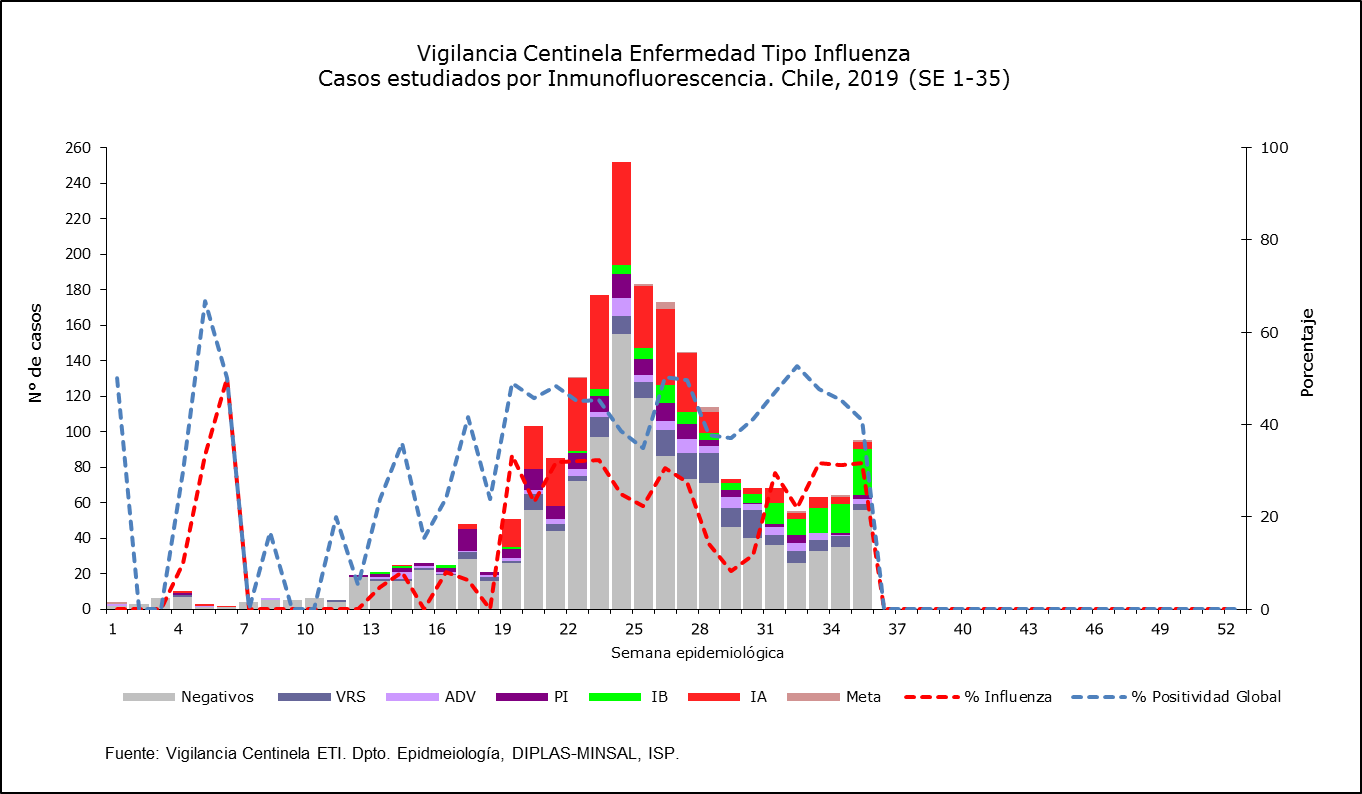 Vigilancia Centinela Enfermedad Tipo Influenza
Casos estudiados por Inmunofluorescencia. Chile, 2019 (SE 1-35)
Nº de casos
260
240
220
200
180
160
140
120
100
80
60
40
20
0
100
80
60
40
20
0
Porcentaje
1 4 7 10 13 16 19 22 25 28 31 34 37 40 43 46 49 52
Semana epidemiológica
Negativos VRS ADV PI IB IA Meta % Influenza % Positividad Global
Fuente: Vigilancia Centinela ETI. Dpto. Epidmeiología, DIPLAS-MINSAL, ISP.